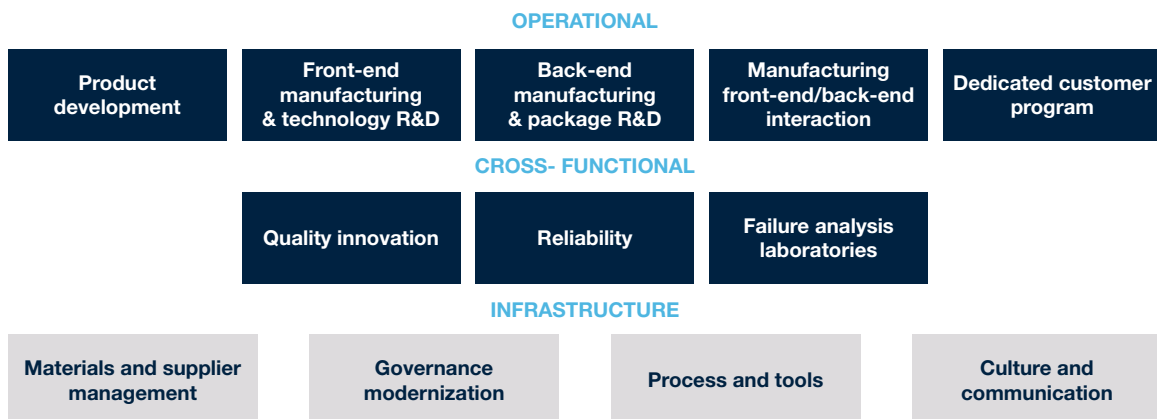 OPERATIONAL
Product
development
Front-end
manufacturing
& technology R&D
Back-end
manufacturing
& package R&D
Manufacturing
front-end/back-end
interaction
Dedicated customer
program
CROSS- FUNCTIONAL
Quality innovation
Reliability
Failure analysis
laboratories
INFRASTRUCTURE
Materials and supplier
management
Governance
modernization
Process and tools
Culture and
communication